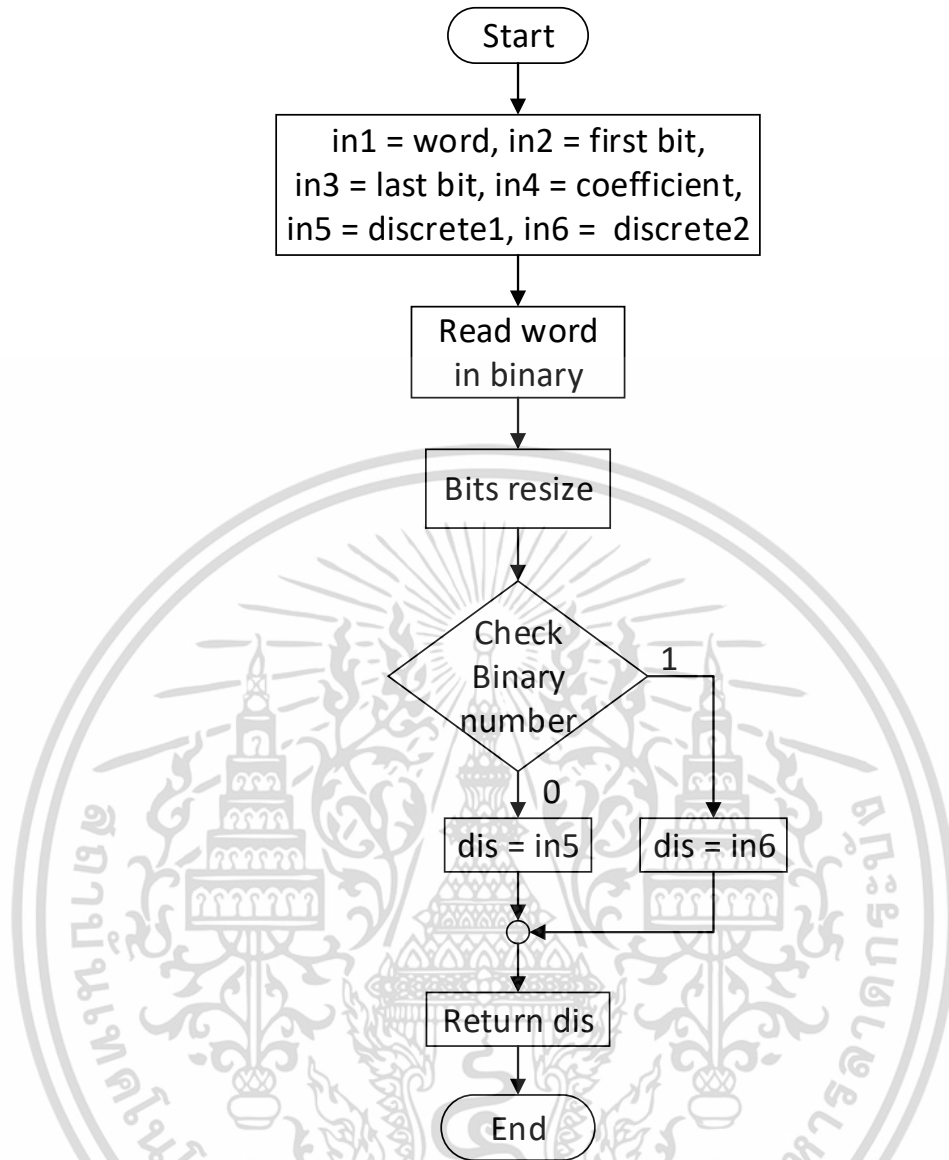 Start
in1 = word, in2 = first bit,
in3 = last bit, in4 = coefficient,
in5 = discrete1, in6 = discrete2
Read word
in binary
Bits resize
Check
Binary
number
1
0
dis = in5
dis = in6
Return dis
End